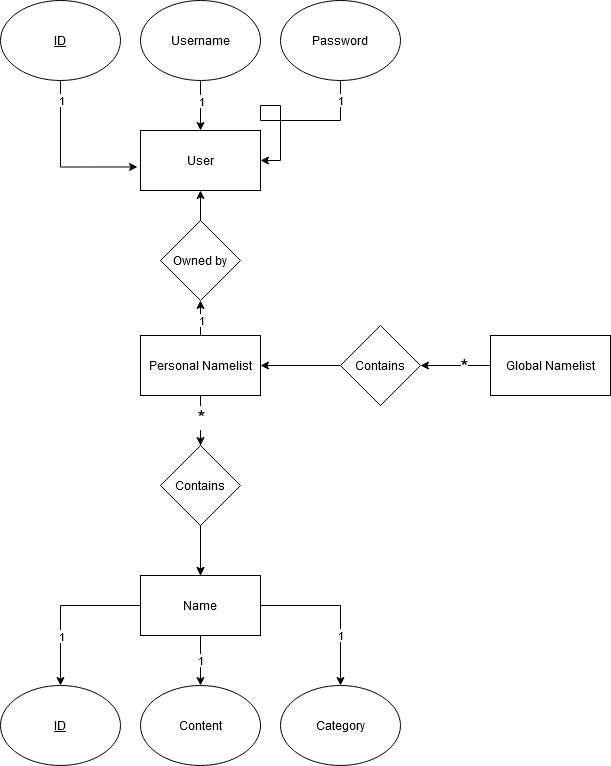 ID
Username
Password
1
1
1
User
Owned by
1
Personal Namelist
Contains
*
Global Namelist
*
Contains
Name
1
1
1
ID
Content
Category